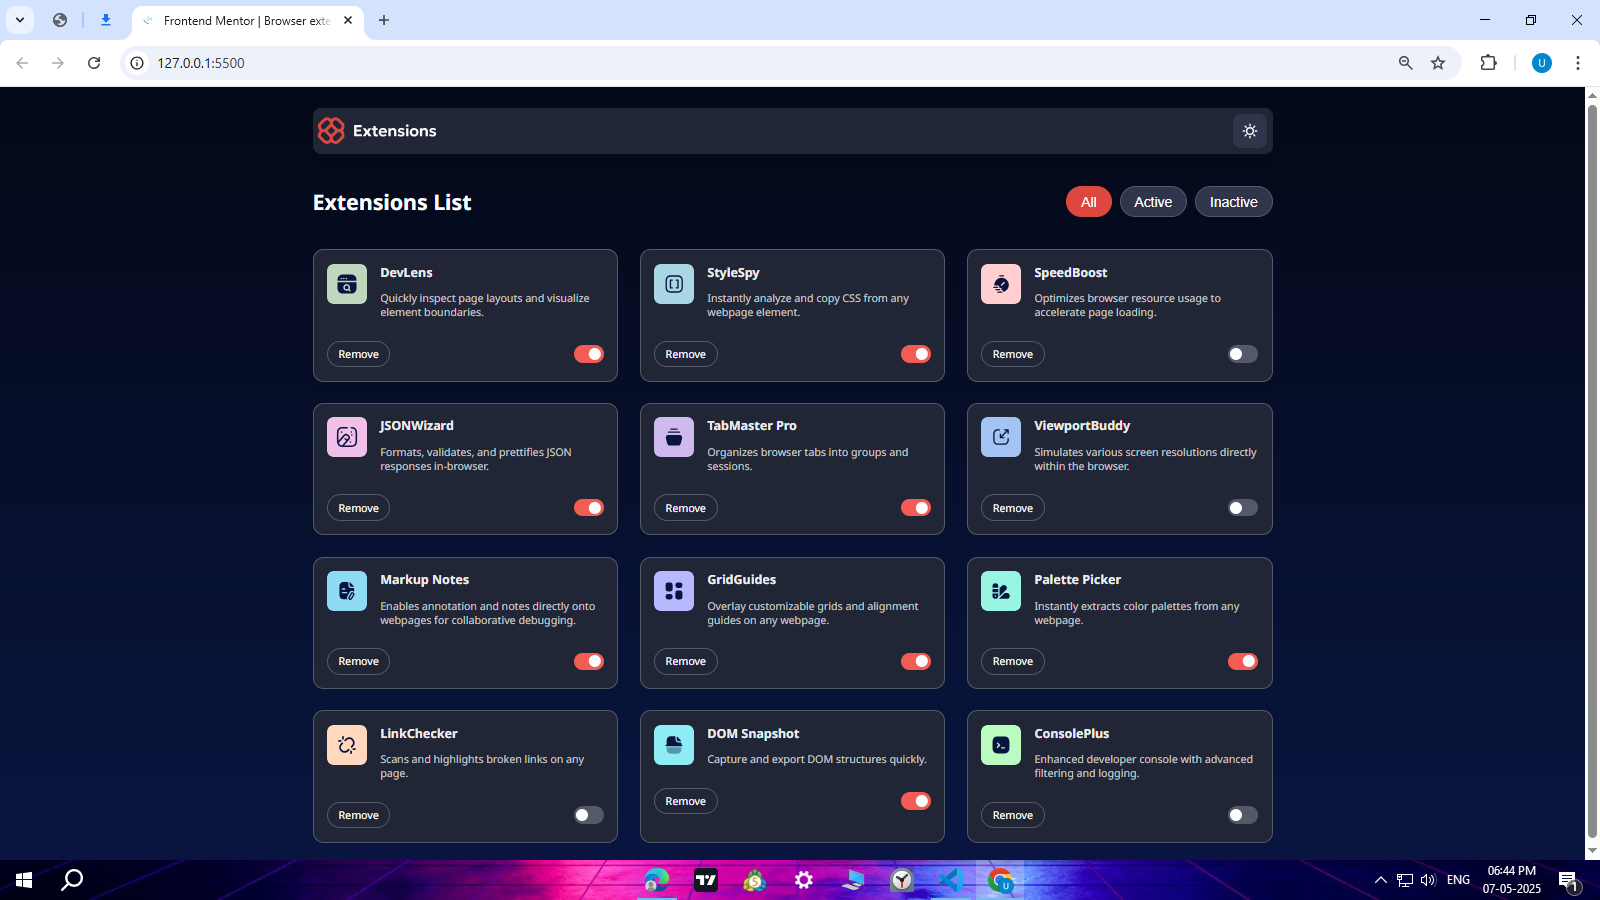 Frontend Mentor | Browser exte
127.0.0.1:5500
U
Extensions
Extensions List
All
Active
Inactive
DevLens
Quickly inspect page layouts and visualize
element boundaries.
Remove
StyleSpy
Instantly analyze and copy CSS from any
webpage element.
Remove
SpeedBoost
Optimizes browser resource usage to
accelerate page loading.
Remove
JSONWizard
Formats, validates, and prettifies JSON
responses in-browser.
Remove
TabMaster Pro
Organizes browser tabs into groups and
sessions.
Remove
ViewportBuddy
Simulates various screen resolutions directly
within the browser.
Remove
Markup Notes
Enables annotation and notes directly onto
webpages for collaborative debugging.
Remove
GridGuides
Overlay customizable grids and alignment
guides on any webpage.
Remove
Palette Picker
Instantly extracts color palettes from any
webpage.
Remove
LinkChecker
Scans and highlights broken links on any
page.
Remove
DOM Snapshot
Capture and export DOM structures quickly.
Remove
ConsolePlus
Enhanced developer console with advanced
filtering and logging.
Remove
U
ENG
06:44 PM
07-05-2025
1